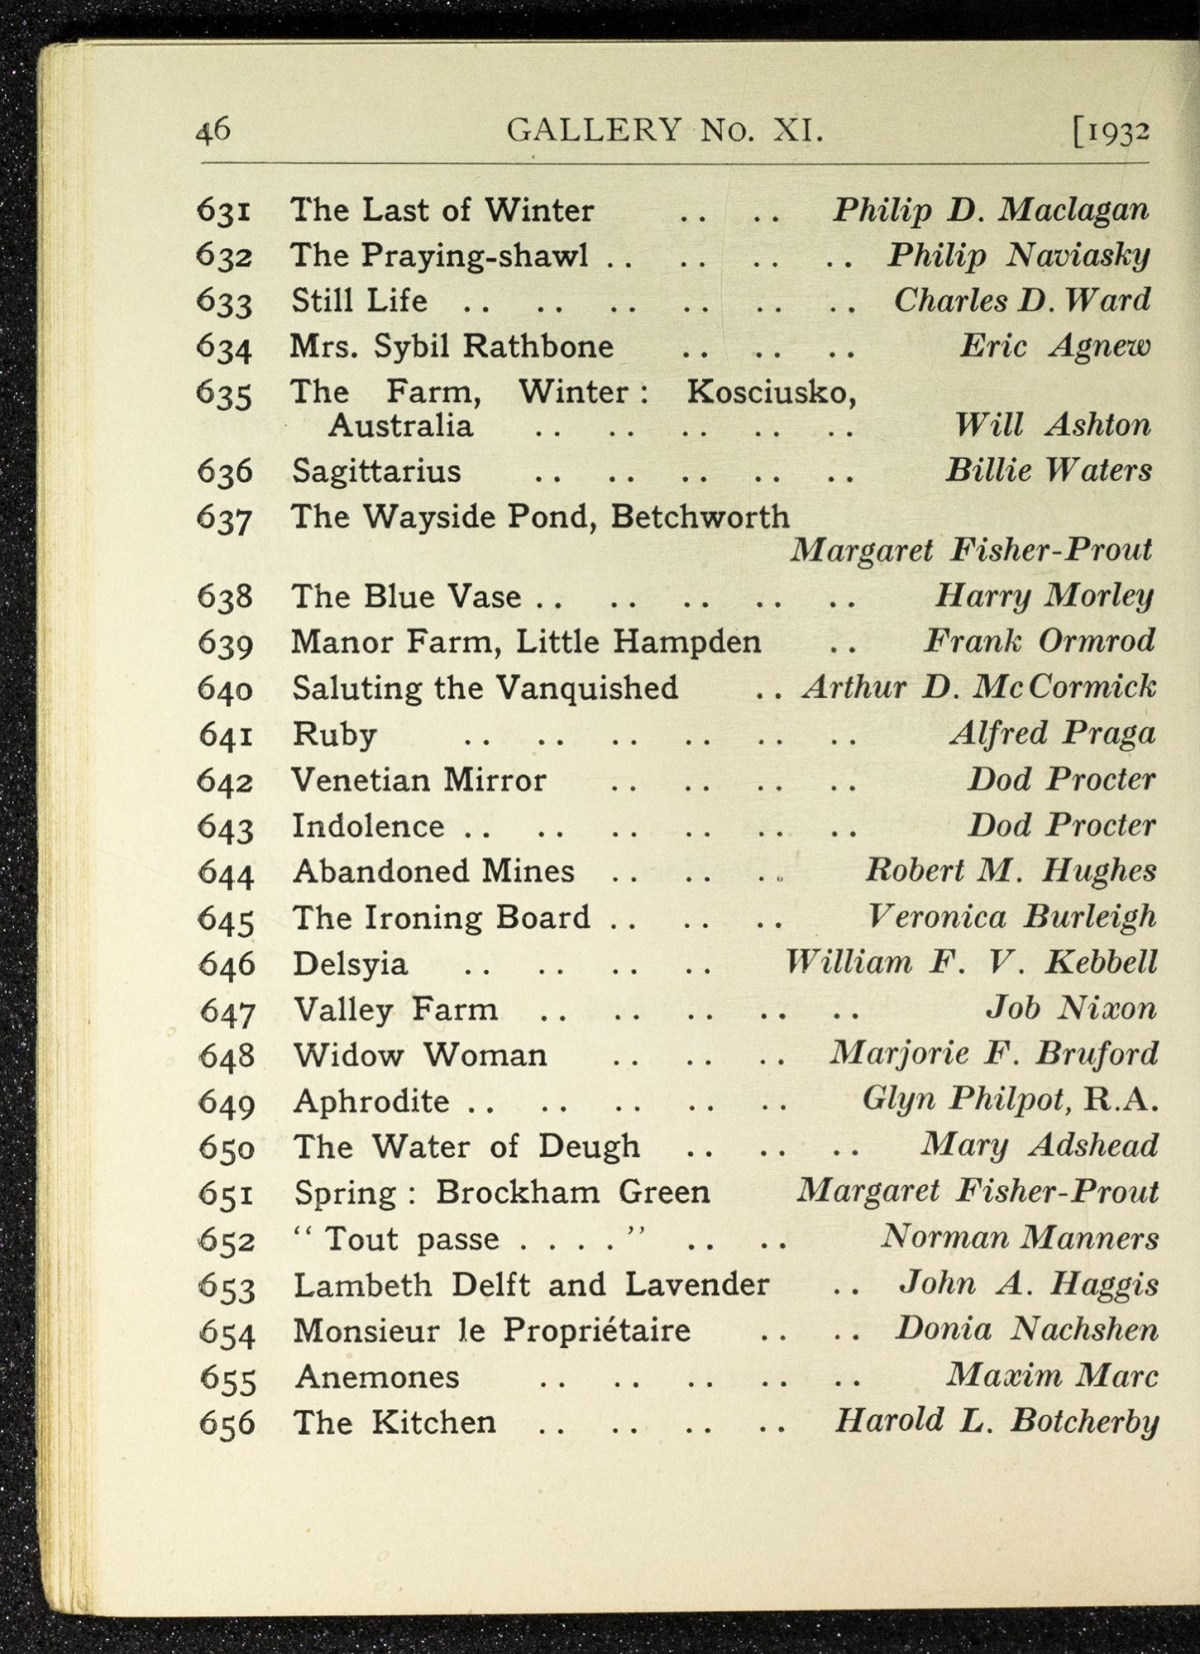 46 GALLERY No. XI. [1932
631 The Last of Winter .. .. Philip D. Maclagan
632 The Praying-shawl .. .. .. .. Philip Naviasky
633 Still Life .. .. .. .. .. .. Charles D. Ward
634 Mrs. Sybil Rathbone .. .. .. Eric Agnew
635 The Farm, Winter: Kosciusko,
Australia .. .. .. .. .. Will Ashton
636 Sagittarius .. .. .. .. .. Billie Waters
637 The Wayside Pond, Betchworth
Margaret Fisher-Prout
638 The Blue Vase .. .. .. .. .. Harry Morley
639 Manor Farm, Little Hampden .. Frank Ormrod
640 Saluting the Vanquished .. Arthur D. McCormick
641 Ruby .. .. .. .. .. .. Alfred Praga
642 Venetian Mirror .. .. .. .. Dod Procter
643 Indolence .. .. .. .. .. .. Dod Procter
644 Abandoned Mines .. .. .. Robert M. Hughes
645 The Ironing Board .. .. .. Veronica Burleigh
646 Delsyia .. .. .. .. William F. V. Kebbell
647 Valley Farm .. .. .. .. .. Job Nixon
648 Widow Woman .. .. .. Marjorie F. Bruford
649 Aphrodite .. .. .. .. .. Glyn Philpot, R.A.
650 The Water of Deugh .. .. .. Mary Adshead
651 Spring: Brockham Green Margaret Fisher-Prout
652 “Tout passe ....” .. .. Norman Manners
653 Lambeth Delft and Lavender .. John A. Haggis
654 Monsieur le Propriétaire .. .. Donia Nachshen
655 Anemones .. .. .. .. .. Maxim Marc
656 The Kitchen .. .. .. .. Harold L. Botcherby